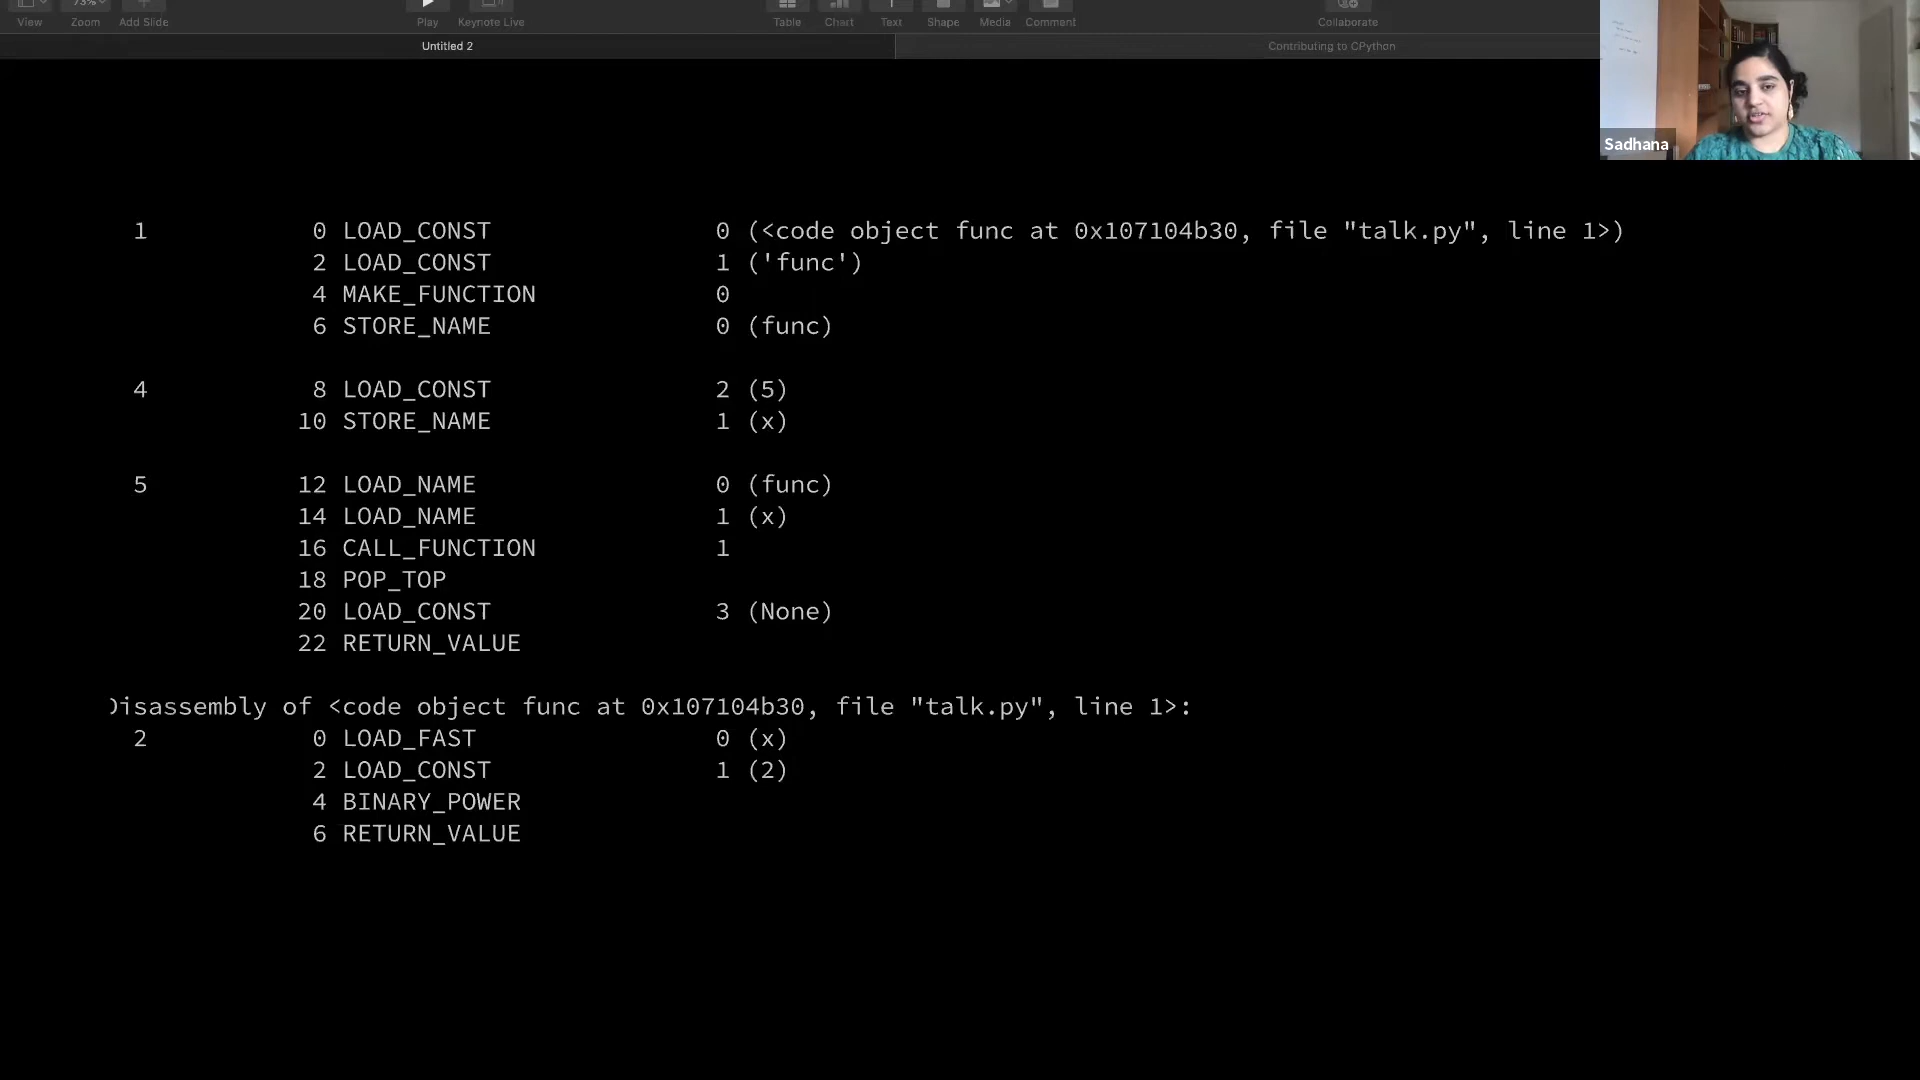 View 73% Add Slide Play Keynote Live Table Chart Text Shape Media Comment Collaborate
Zoom
Untitled 2 Contributing to CPython
Sadhana
1 0 LOAD_CONST 0 (<code object func at 0x107104b30, file "talk.py", line 1>)
2 LOAD_CONST 1 ('func')
4 MAKE_FUNCTION 0
6 STORE_NAME 0 (func)
4 8 LOAD_CONST 2 (5)
10 STORE_NAME 1 (x)
5 12 LOAD_NAME 0 (func)
14 LOAD_NAME 1 (x)
16 CALL_FUNCTION 1
18 POP_TOP
20 LOAD_CONST 3 (None)
22 RETURN_VALUE
Disassembly of <code object func at 0x107104b30, file "talk.py", line 1>:
2 0 LOAD_FAST 0 (x)
2 LOAD_CONST 1 (2)
4 BINARY_POWER
6 RETURN_VALUE